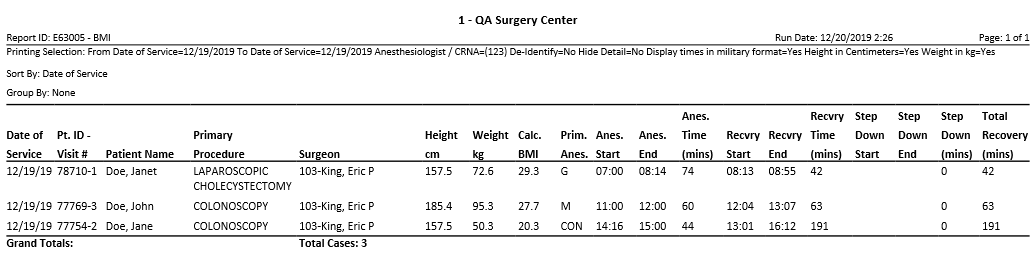 1 - QA Surgery Center
Report ID: E63005 - BMI Run Date: 12/20/2019 2:26 Page: 1 of 1
Printing Selection: From Date of Service=12/19/2019 To Date of Service=12/19/2019 Anesthesiologist / CRNA=(123) De-Identify=No Hide Detail=No Display times in military format=Yes Height in Centimeters=Yes Weight in kg=Yes
Sort By: Date of Service
Group By: None
Anes. Recvry Step Step Step Total
Date of Pt. ID - Primary Height Weight Calc. Prim. Anes. Anes. Time Recvry Recvry Time Down Down Down Recovery
Service Visit # Patient Name Procedure Surgeon cm kg BMI Anes. Start End (mins) Start End (mins) Start End (mins) (mins)
12/19/19 78710-1 Doe, Janet LAPAROSCOPIC 103-King, Eric P 157.5 72.6 29.3 G 07:00 08:14 74 08:13 08:55 42 0 42
CHOLECYSTECTOMY
12/19/19 77769-3 Doe, John COLONOSCOPY 103-King, Eric P 185.4 95.3 27.7 M 11:00 12:00 60 12:04 13:07 63 0 63
12/19/19 77754-2 Doe, Jane COLONOSCOPY 103-King, Eric P 157.5 50.3 20.3 CON 14:16 15:00 44 13:01 16:12 191 0 191
Grand Totals: Total Cases: 3